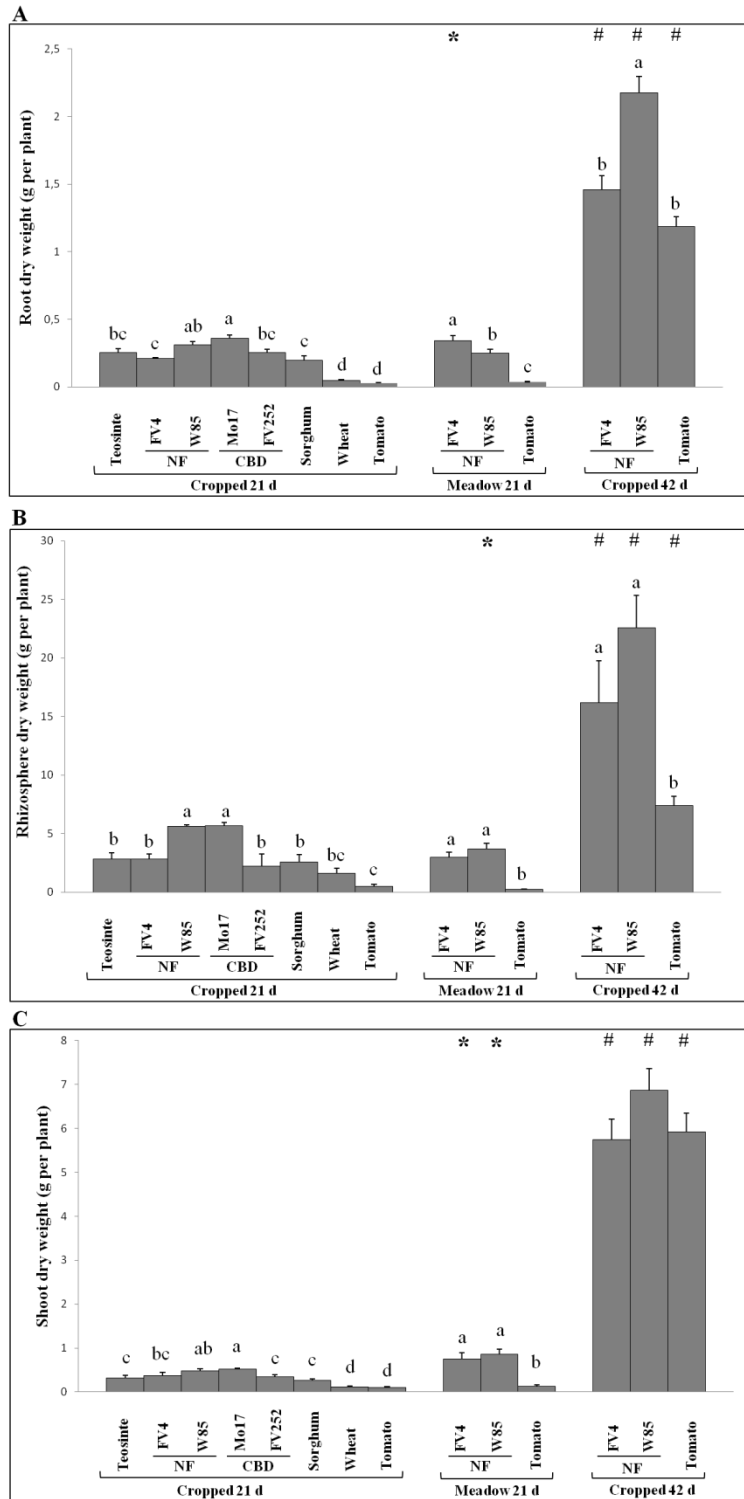 A
* # # #
Root dry weight (g per plant)
2,5
2
1,5
1
0,5
0
bc c ab a bc c d d a b c b a b
Teosinte FV4 W85 Mo17 FV252 Sorghum Wheat Tomato FV4 W85 Tomato FV4 W85 Tomato
NF CBD NF NF
Cropped 21 d Meadow 21 d Cropped 42 d
B
* # # #
Rhizosphere dry weight (g per plant)
30
25
20
15
10
5
0
b b a a b b bc c a a b a a b
Teosinte FV4 W85 Mo17 FV252 Sorghum Wheat Tomato FV4 W85 Tomato FV4 W85 Tomato
NF CBD NF NF
Cropped 21 d Meadow 21 d Cropped 42 d
C
* * # # #
Shoot dry weight (g per plant)
8
7
6
5
4
3
2
1
0
c bc ab a c c d d a a b
Teosinte FV4 W85 Mo17 FV252 Sorghum Wheat Tomato FV4 W85 Tomato FV4 W85 Tomato
NF CBD NF NF
Cropped 21 d Meadow 21 d Cropped 42 d